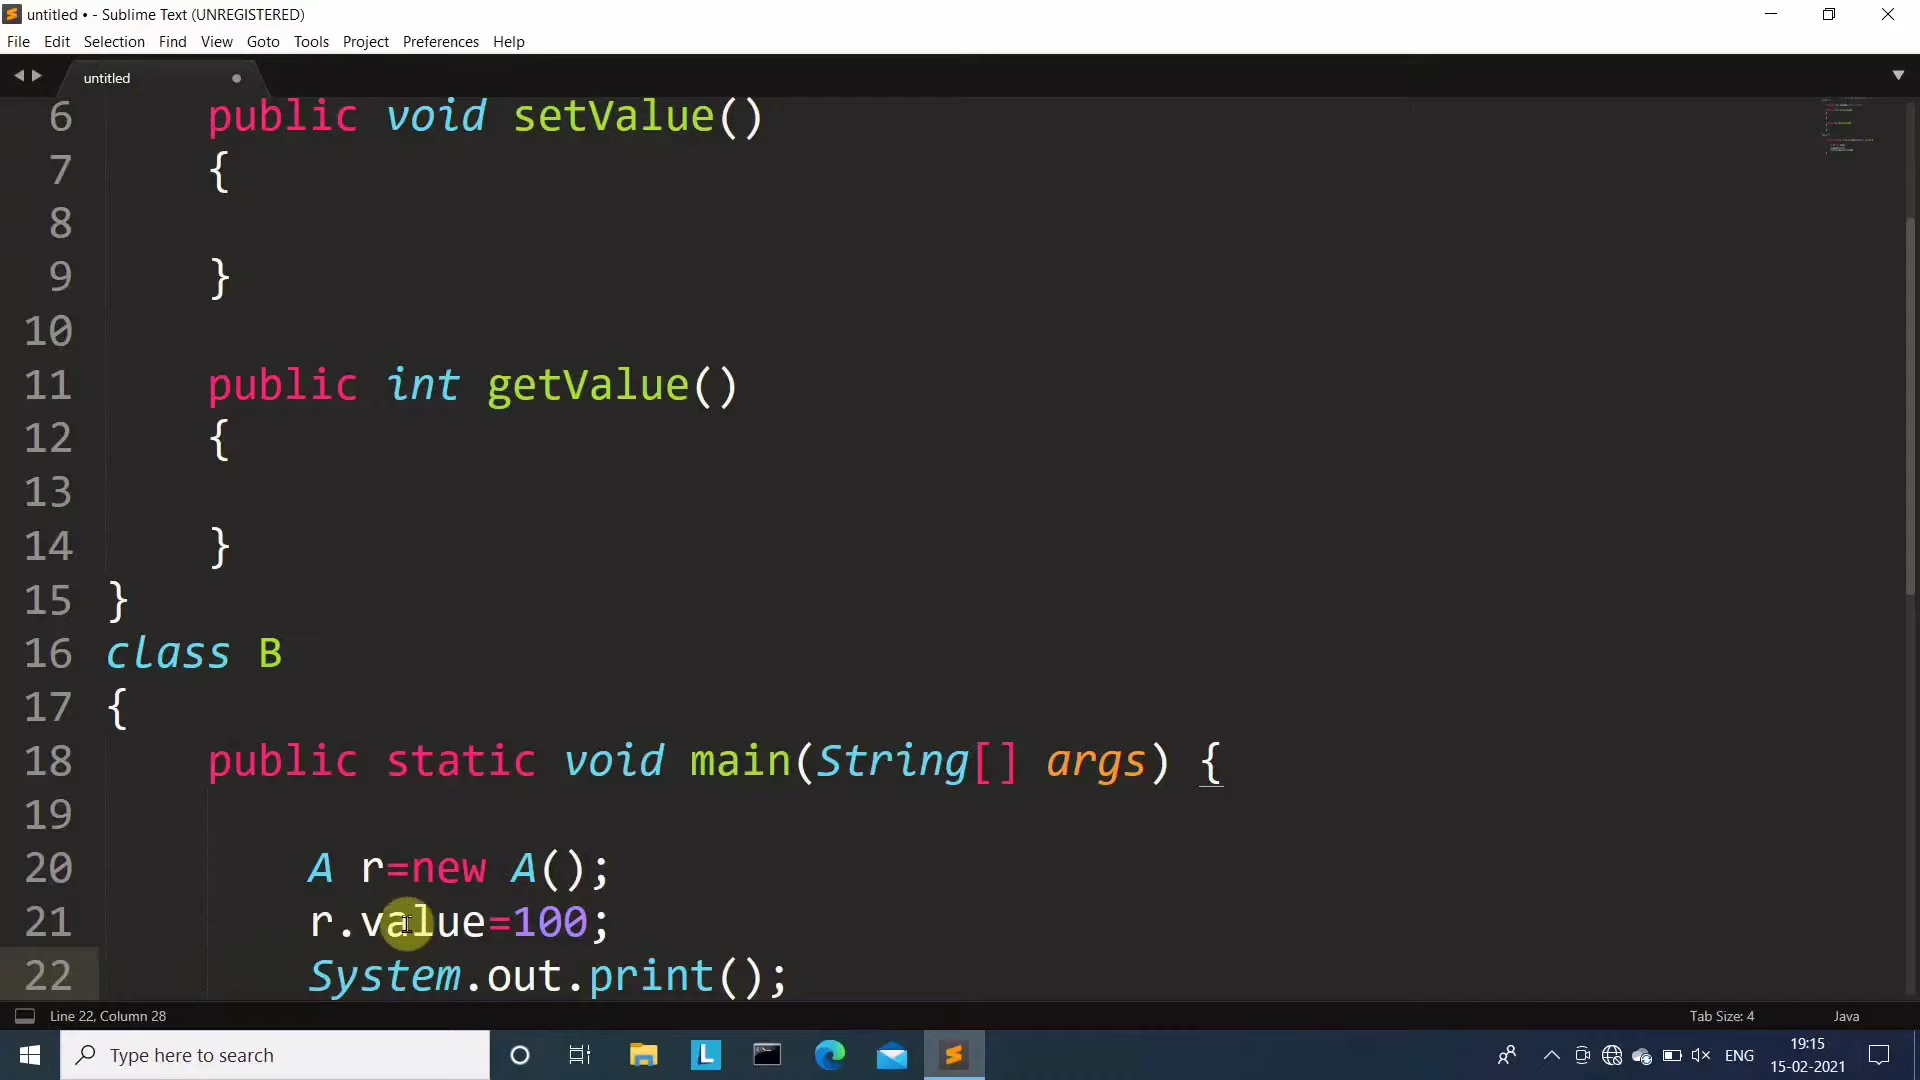 untitled • - Sublime Text (UNREGISTERED)
File Edit Selection Find View Goto Tools Project Preferences Help
untitled
6 public void setValue()
7 {
8
9 }
10
11 public int getValue()
12 {
13
14 }
15 }
16 class B
17 {
18 public static void main(String[] args) {
19
20 A r=new A();
21 r.value=100;
22 System.out.print();
Line 22, Column 28 Tab Size: 4 Java
Type here to search ENG 19:15
15-02-2021